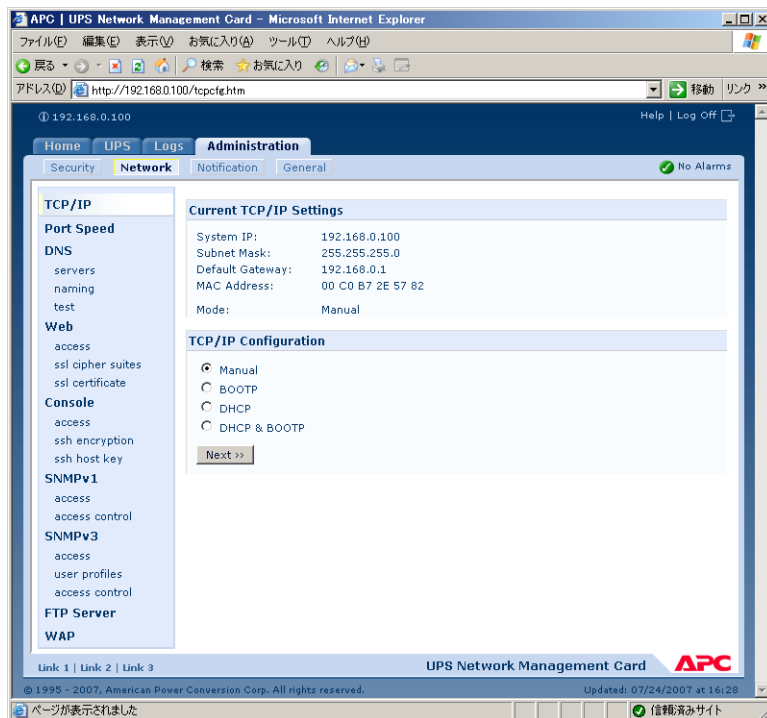 APC | UPS Network Management Card - Microsoft Internet Explorer
ファイル(F) 編集(E) 表示(V) お気に入り(A) ツール(T) ヘルプ(H)
戻る 検索 お気に入り
アドレス(D) http://192.168.0.100/tcpcfg.htm 移動 リンク »
192.168.0.100 Help | Log Off
Home UPS Logs Administration
Security Network Notification General No Alarms
TCP/IP
Port Speed
DNS
servers
naming
test
Web
access
ssl cipher suites
ssl certificate
Console
access
ssh encryption
ssh host key
SNMPv1
access
access control
SNMPv3
access
user profiles
access control
FTP Server
WAP
Current TCP/IP Settings
System IP: 192.168.0.100
Subnet Mask: 255.255.255.0
Default Gateway: 192.168.0.1
MAC Address: 00 C0 B7 2E 57 82
Mode: Manual
TCP/IP Configuration
Manual
BOOTP
DHCP
DHCP & BOOTP
Next >>
Link 1 | Link 2 | Link 3 UPS Network Management Card APC
© 1995 - 2007, American Power Conversion Corp. All rights reserved. Updated: 07/24/2007 at 16:28
ページが表示されました 信頼済みサイト